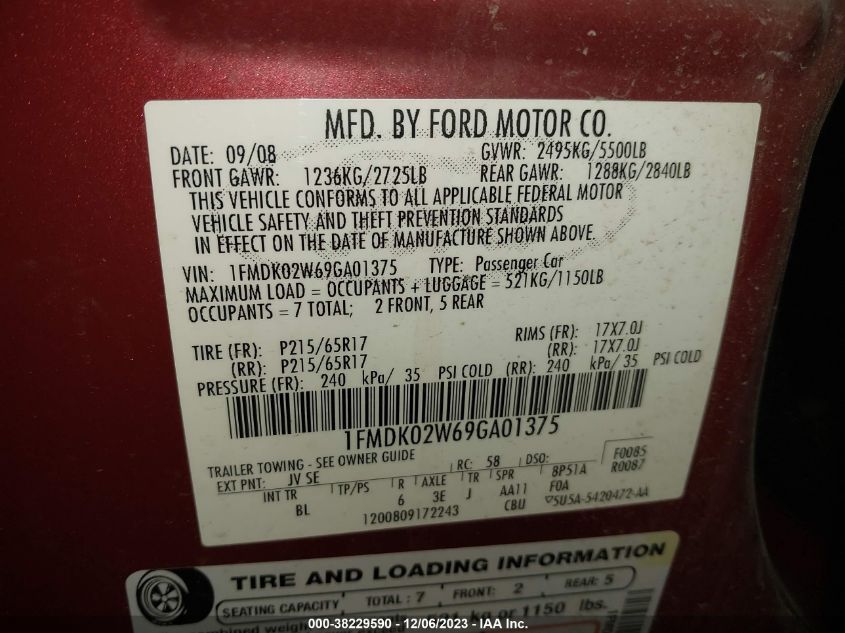 MFD. BY FORD MOTOR CO.
DATE: 09/08 GVWR: 2495KG/5500LB
FRONT GAWR: 1236KG/2725LB REAR GAWR: 1288KG/2840LB
THIS VEHICLE CONFORMS TO ALL APPLICABLE FEDERAL MOTOR
VEHICLE SAFETY AND THEFT PREVENTION STANDARDS
IN EFFECT ON THE DATE OF MANUFACTURE SHOWN ABOVE.
VIN: 1FMDK02W69GA01375 TYPE: Passenger Car
MAXIMUM LOAD = OCCUPANTS + LUGGAGE = 521KG/1150LB
OCCUPANTS = 7 TOTAL; 2 FRONT, 5 REAR
TIRE (FR): P215/65R17 RIMS (FR): 17X7.0J
(RR): P215/65R17 (RR): 17X7.0J
PRESSURE (FR): 240 kPa/ 35 PSI COLD (RR): 240 kPa/ 35 PSI COLD
1FMDK02W69GA01375
TRAILER TOWING - SEE OWNER GUIDE
EXT PNT: JV SE RC: 58 DSO: F0085
INT TR TP/PS R AXLE TR SPR 8P51A R0087
BL 6 3E J AA11 F0A
1200809172243 CBU 5U5A-5420472-AA
TIRE AND LOADING INFORMATION
SEATING CAPACITY TOTAL: 7 FRONT: 2 REAR: 5
kg or 1150 lbs.
000-38229590 - 12/06/2023 - IAA Inc.